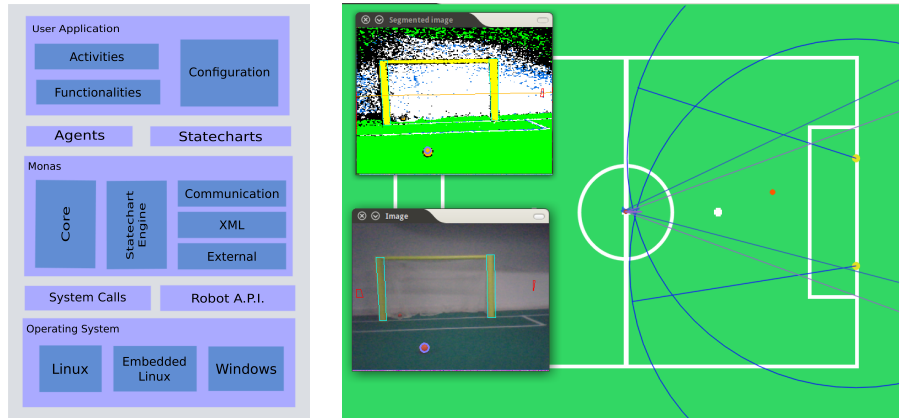 User Application
Activities
Functionalities
Configuration
Agents
Statecharts
Monas
Core
Statechart
Engine
Communication
XML
External
System Calls
Robot A.P.I.
Operating System
Linux
Embedded
Linux
Windows
Segmented image
Image